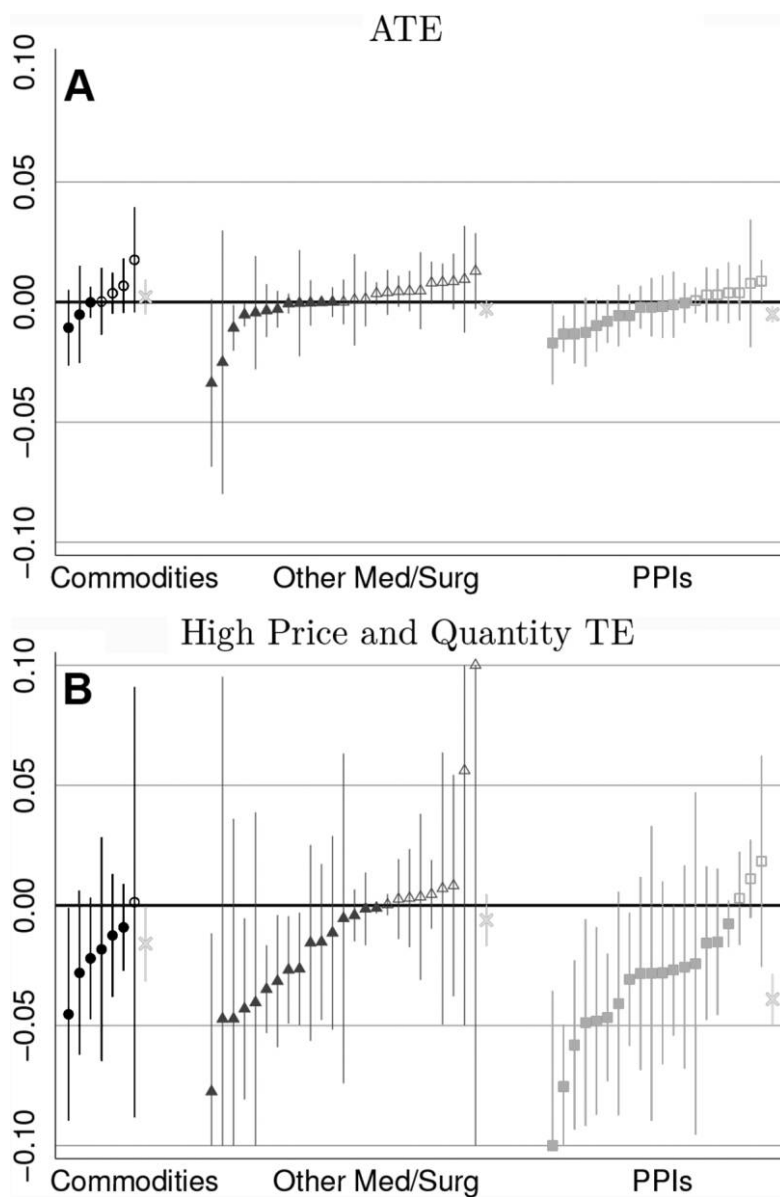 ATE
A
0.10
0.05
0.00
−0.05
−0.10
Commodities Other Med/Surg PPIs
High Price and Quantity TE
B
0.10
0.05
0.00
−0.05
−0.10
Commodities Other Med/Surg PPIs